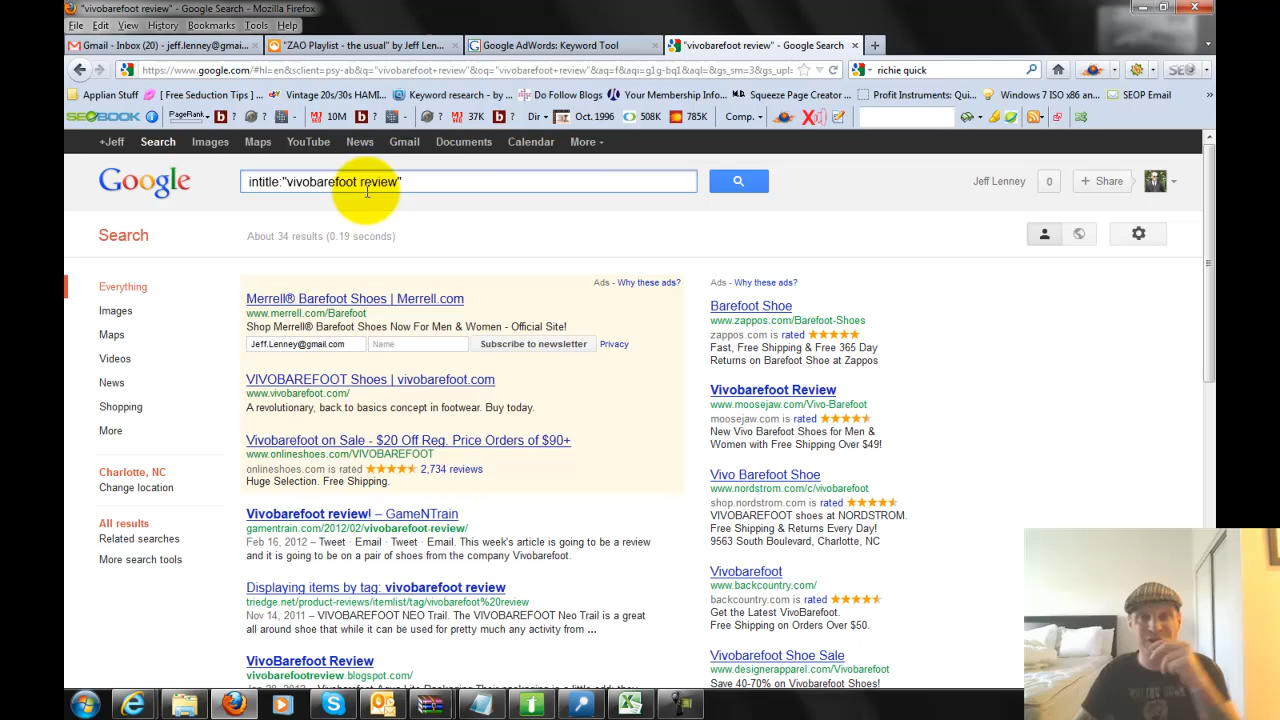 "vivobarefoot review" - Google Search - Mozilla Firefox
File Edit View History Bookmarks Tools Help
Gmail - Inbox (20) - jeff.lenney@gmai...
"ZAO Playlist - the usual" by Jeff Len...
Google AdWords: Keyword Tool
"vivobarefoot review" - Google Search
https://www.google.com/#hl=en&sclient=psy-ab&q="vivobarefoot+review"&oq="vivobarefoot+review"&aq=f&aqi=g1g-bq1&aql=&gs_sm=3&gs_upl=
richie quick
Applian Stuff [ Free Seduction Tips ] ... Vintage 20s/30s HAMI... Keyword research - by ... Do Follow Blogs Your Membership Info... M.D. Squeeze Page Creator ... Profit Instruments: Qui... Windows 7 ISO x86 an... SEOP Email
SEOBOOK PageRank 10M 37K Dir Oct. 1996 508K 785K Comp.
+Jeff Search Images Maps YouTube News Gmail Documents Calendar More
Google
intitle:"vivobarefoot review"
Jeff Lenney 0 + Share
Search
About 34 results (0.19 seconds)
Everything
Images
Maps
Videos
News
Shopping
More
Charlotte, NC
Change location
All results
Related searches
More search tools
Ads - Why these ads?
Merrell® Barefoot Shoes | Merrell.com
www.merrell.com/Barefoot
Shop Merrell® Barefoot Shoes Now For Men & Women - Official Site!
Jeff.Lenney@gmail.com Name Subscribe to newsletter Privacy
VIVOBAREFOOT Shoes | vivobarefoot.com
www.vivobarefoot.com/
A revolutionary, back to basics concept in footwear. Buy today.
Vivobarefoot on Sale - $20 Off Reg. Price Orders of $90+
www.onlineshoes.com/VIVOBAREFOOT
onlineshoes.com is rated 2,734 reviews
Huge Selection. Free Shipping.
Vivobarefoot review! – GameNTrain
gamentrain.com/2012/02/vivobarefoot-review/
Feb 16, 2012 – Tweet · Email · Tweet · Email. This week's article is going to be a review
and it is going to be on a pair of shoes from the company Vivobarefoot.
Displaying items by tag: vivobarefoot review
triedge.net/product-reviews/itemlist/tag/vivobarefoot%20review
Nov 14, 2011 – VIVOBAREFOOT NEO Trail. The VIVOBAREFOOT Neo Trail is a great
all around shoe that while it can be used for pretty much any activity from ...
VivoBarefoot Review
vivobarefootreview.blogspot.com/
Ads - Why these ads?
Barefoot Shoe
www.zappos.com/Barefoot-Shoes
zappos.com is rated
Fast, Free Shipping & Free 365 Day
Returns on Barefoot Shoe at Zappos
Vivobarefoot Review
www.moosejaw.com/Vivo-Barefoot
moosejaw.com is rated
New Vivo Barefoot Shoes for Men &
Women with Free Shipping Over $49!
Vivo Barefoot Shoe
www.nordstrom.com/c/vivobarefoot
shop.nordstrom.com is rated
VIVOBAREFOOT shoes at NORDSTROM.
Free Shipping & Returns Every Day!
9563 South Boulevard, Charlotte, NC
Vivobarefoot
www.backcountry.com/
backcountry.com is rated
Get the Latest VivoBarefoot.
Free Shipping on Orders Over $50.
Vivobarefoot Shoe Sale
www.designerapparel.com/Vivobarefoot
Save 40-70% on Vivobarefoot Shoes!